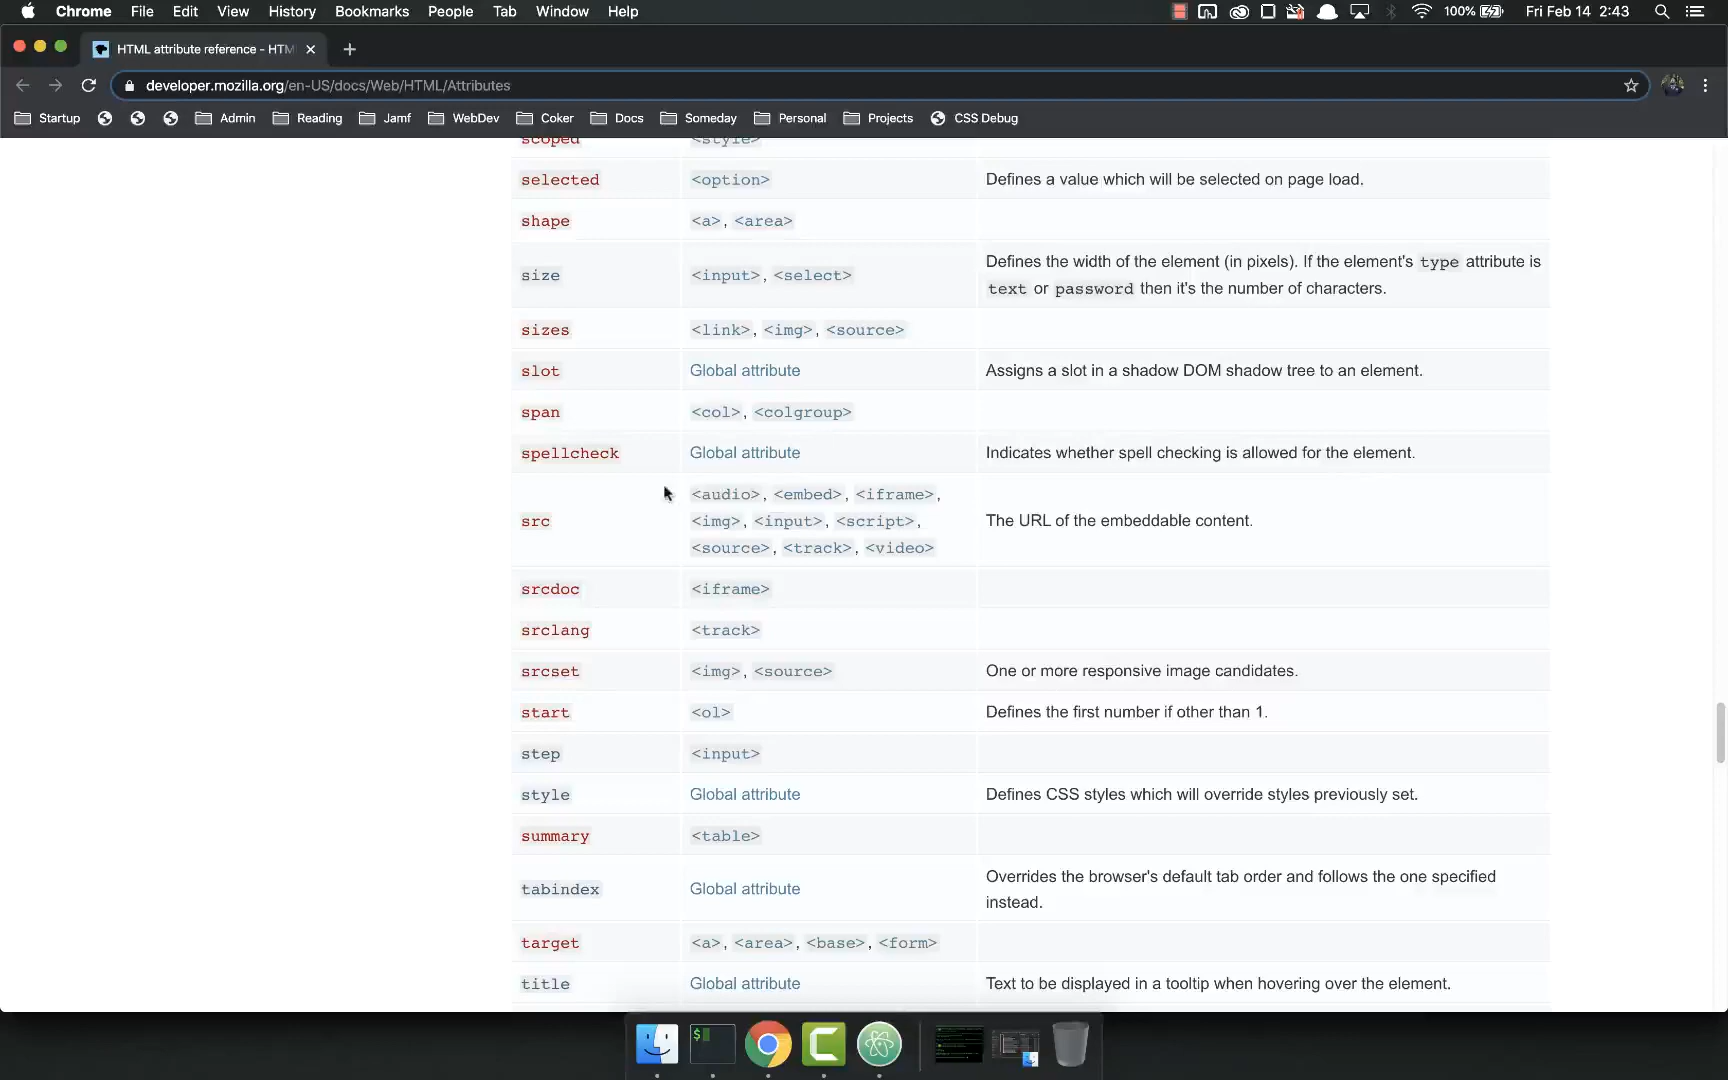 Chrome File Edit View History Bookmarks People Tab Window Help 100% Fri Feb 14 2:43
HTML attribute reference - HTM
developer.mozilla.org/en-US/docs/Web/HTML/Attributes
Startup Admin Reading Jamf WebDev Coker Docs Someday Personal Projects CSS Debug
scoped <style>
selected <option> Defines a value which will be selected on page load.
shape <a>, <area>
size <input>, <select> Defines the width of the element (in pixels). If the element's type attribute is
text or password then it's the number of characters.
sizes <link>, <img>, <source>
slot Global attribute Assigns a slot in a shadow DOM shadow tree to an element.
span <col>, <colgroup>
spellcheck Global attribute Indicates whether spell checking is allowed for the element.
<audio>, <embed>, <iframe>,
src <img>, <input>, <script>, The URL of the embeddable content.
<source>, <track>, <video>
srcdoc <iframe>
srclang <track>
srcset <img>, <source> One or more responsive image candidates.
start <ol> Defines the first number if other than 1.
step <input>
style Global attribute Defines CSS styles which will override styles previously set.
summary <table>
tabindex Global attribute Overrides the browser's default tab order and follows the one specified
instead.
target <a>, <area>, <base>, <form>
title Global attribute Text to be displayed in a tooltip when hovering over the element.
$